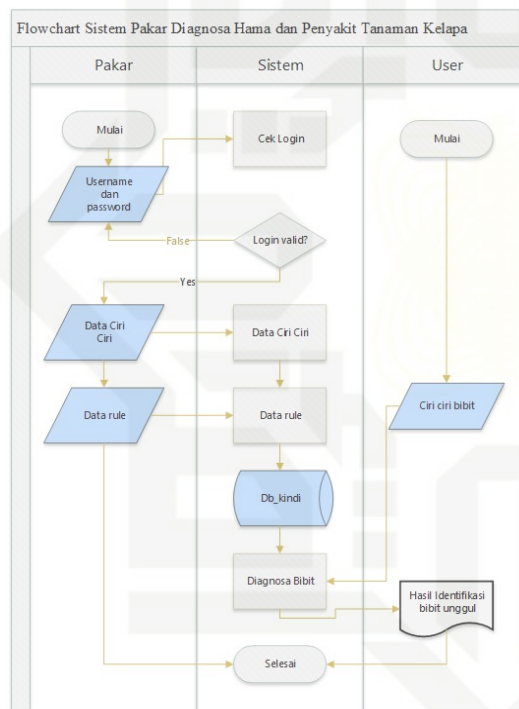 Flowchart Sistem Pakar Diagnosa Hama dan Penyakit Tanaman Kelapa
Pakar
Sistem
User
Mulai
Cek Login
Mulai
Username
dan
password
False
Login valid?
Yes
Data Ciri
Ciri
Data Ciri Ciri
Data rule
Data rule
Ciri ciri bibit
Db_kindi
Diagnosa Bibit
Hasil Identifikasi
bibit unggul
Selesai